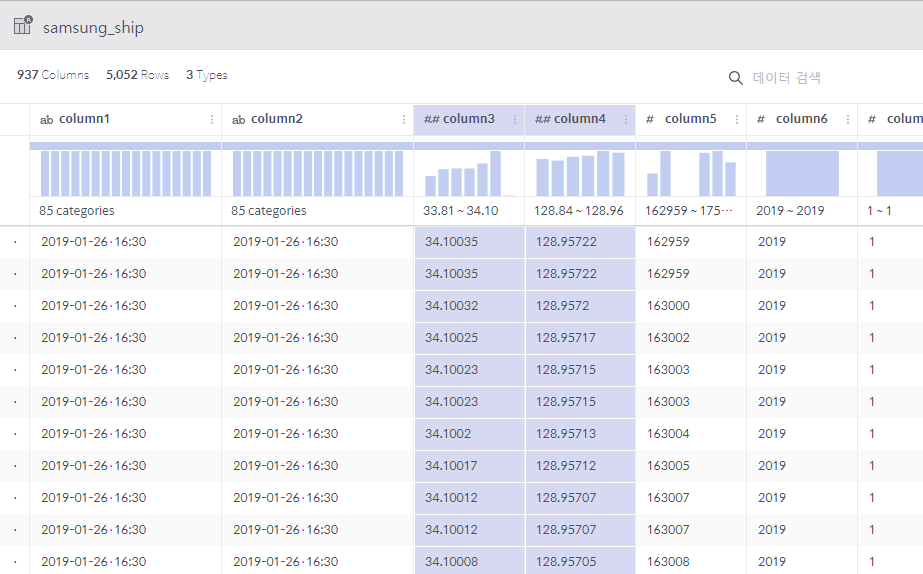 samsung_ship
937 Columns 5,052 Rows 3 Types
데이터 검색
ab column1 ab column2 ## column3 ## column4 # column5 # column6 # colum
85 categories 85 categories 33.81 ~ 34.10 128.84 ~ 128.96 162959 ~ 175··· 2019 ~ 2019 1 ~ 1
2019-01-26·16:30 2019-01-26·16:30 34.10035 128.95722 162959 2019 1
2019-01-26·16:30 2019-01-26·16:30 34.10035 128.95722 162959 2019 1
2019-01-26·16:30 2019-01-26·16:30 34.10032 128.9572 163000 2019 1
2019-01-26·16:30 2019-01-26·16:30 34.10025 128.95717 163002 2019 1
2019-01-26·16:30 2019-01-26·16:30 34.10023 128.95715 163003 2019 1
2019-01-26·16:30 2019-01-26·16:30 34.10023 128.95715 163003 2019 1
2019-01-26·16:30 2019-01-26·16:30 34.1002 128.95713 163004 2019 1
2019-01-26·16:30 2019-01-26·16:30 34.10017 128.95712 163005 2019 1
2019-01-26·16:30 2019-01-26·16:30 34.10012 128.95707 163007 2019 1
2019-01-26·16:30 2019-01-26·16:30 34.10012 128.95707 163007 2019 1
2019-01-26·16:30 2019-01-26·16:30 34.10008 128.95705 163008 2019 1